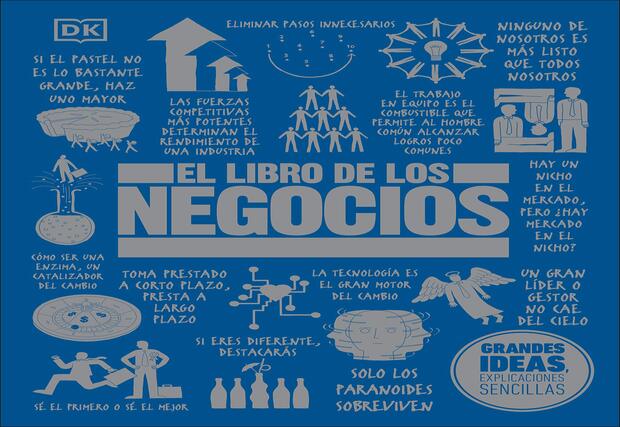 DK
SI EL PASTEL NO
ES LO BASTANTE
GRANDE, HAZ
UNO MAYOR
LAS FUERZAS
COMPETITIVAS
MÁS POTENTES
DETERMINAN EL
RENDIMIENTO DE
UNA INDUSTRIA
ELIMINAR PASOS INNECESARIOS
EL TRABAJO
EN EQUIPO ES EL
COMBUSTIBLE QUE
PERMITE AL HOMBRE
COMÚN ALCANZAR
LOGROS POCO
COMUNES
NINGUNO DE
NOSOTROS ES
MÁS LISTO
QUE TODOS
NOSOTROS
EL LIBRO DE LOS
NEGOCIOS
HAY UN
NICHO
EN EL
MERCADO,
PERO ¿HAY
MERCADO
EN EL
NICHO?
CÓMO SER UNA
ENZIMA, UN
CATALIZADOR
DEL CAMBIO
TOMA PRESTADO
A CORTO PLAZO,
PRESTA A
LARGO
PLAZO
LA TECNOLOGÍA ES
EL GRAN MOTOR
DEL CAMBIO
UN GRAN
LÍDER O
GESTOR
NO CAE
DEL CIELO
SI ERES DIFERENTE,
DESTACARÁS
SOLO LOS
PARANOIDES
SOBREVIVEN
SÉ EL PRIMERO O SÉ EL MEJOR
GRANDES
IDEAS,
EXPLICACIONES
SENCILLAS